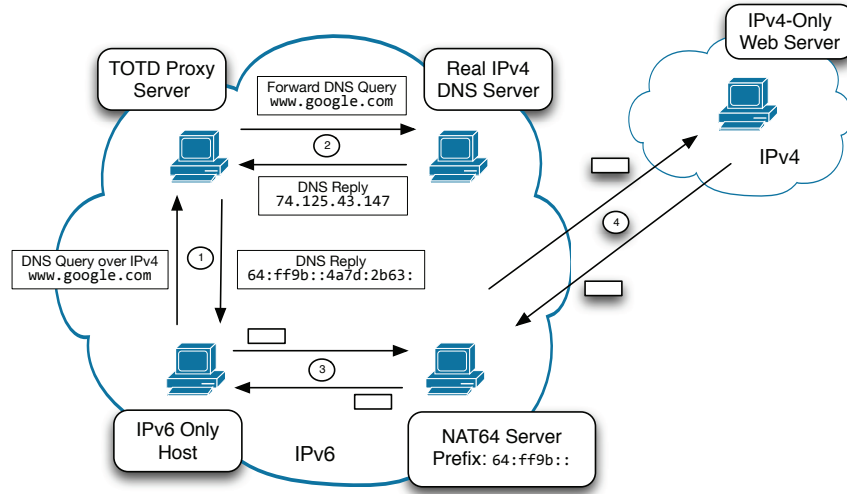 IPv4-Only
Web Server
TOTD Proxy
Server
Forward DNS Query
www.google.com
Real IPv4
DNS Server
2
DNS Reply
74.125.43.147
IPv4
4
DNS Query over IPv4
www.google.com
1
DNS Reply
64:ff9b::4a7d:2b63:
3
IPv6 Only
Host
IPv6
NAT64 Server
Prefix: 64:ff9b::